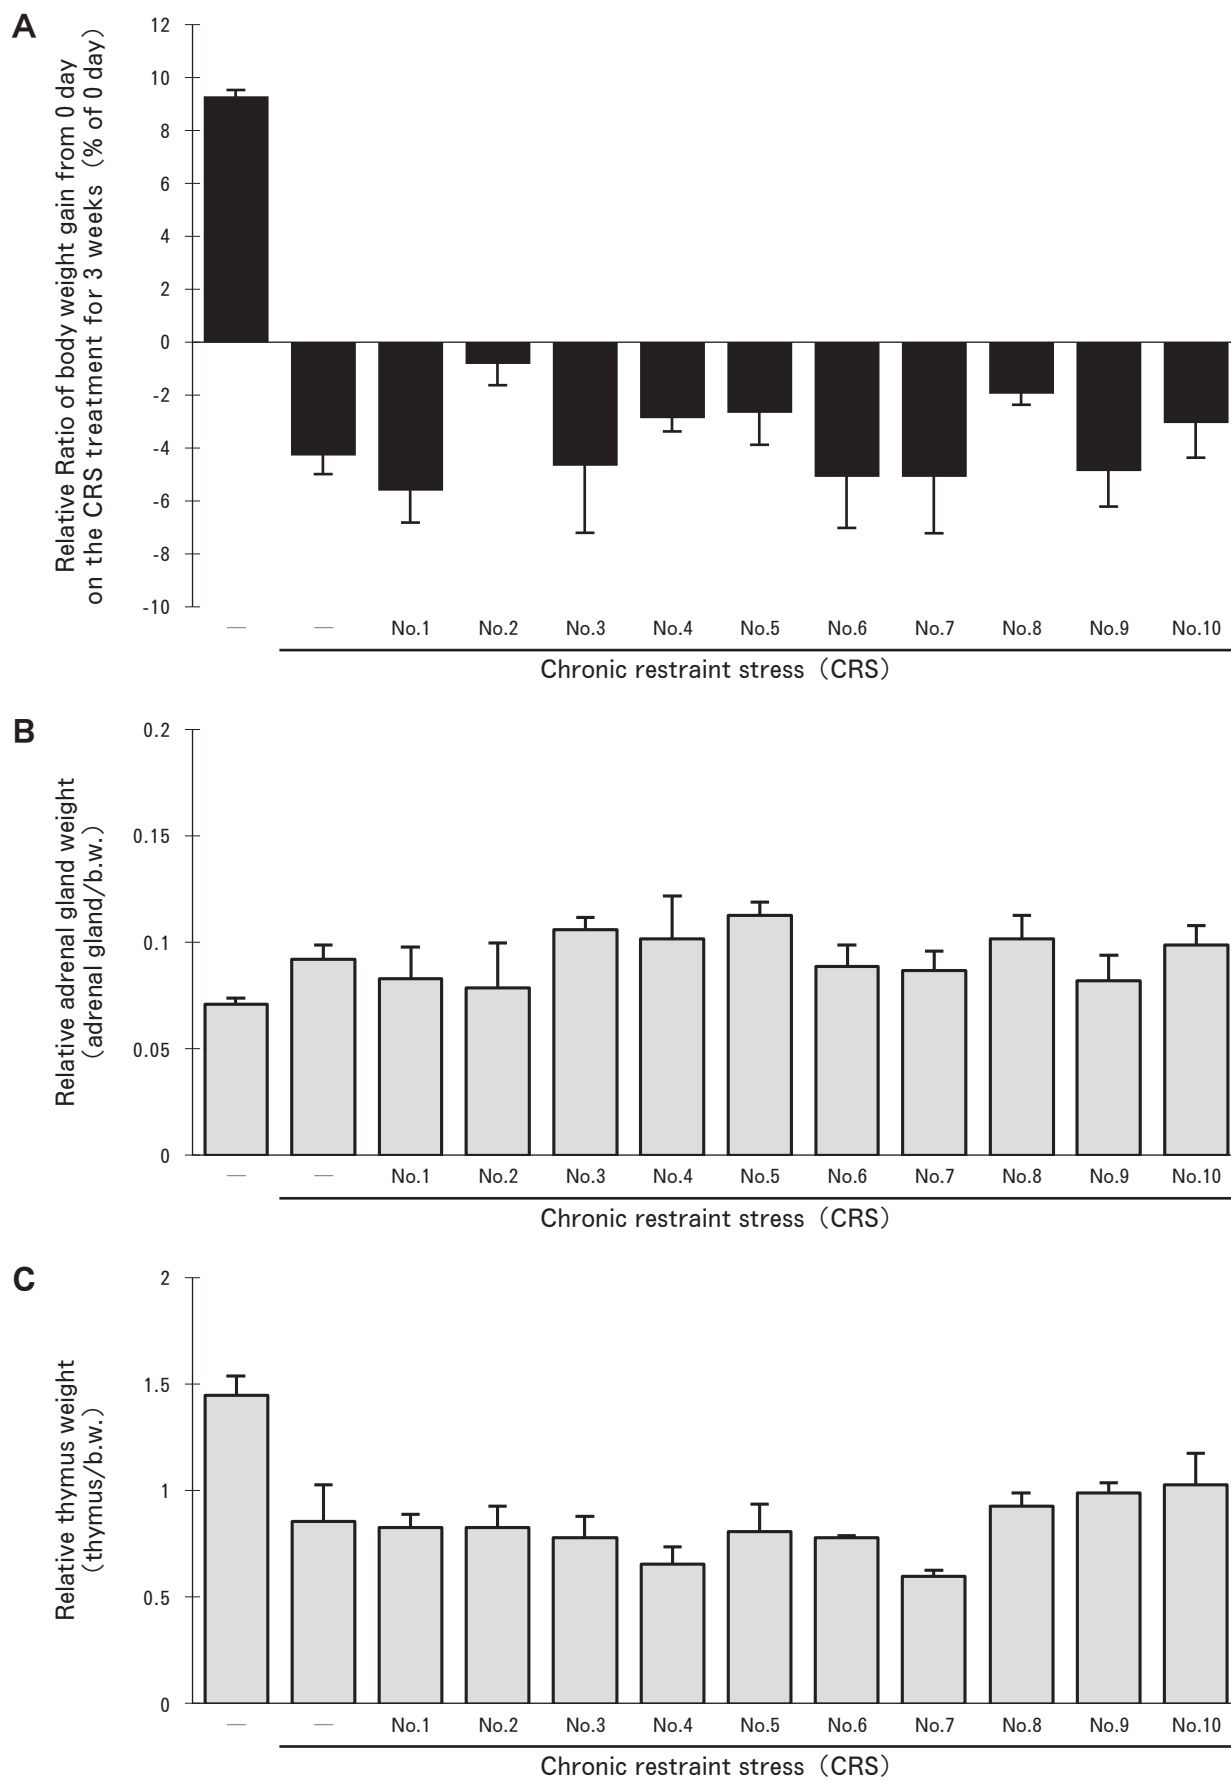 A
Relative Ratio of body weight gain from 0 day
on the CRS treatment for 3 weeks (% of 0 day)
12
10
8
6
4
2
0
-2
-4
-6
-8
-10
— — No.1 No.2 No.3 No.4 No.5 No.6 No.7 No.8 No.9 No.10
Chronic restraint stress (CRS)
B
Relative adrenal gland weight
(adrenal gland/b.w.)
0.2
0.15
0.1
0.05
0
— — No.1 No.2 No.3 No.4 No.5 No.6 No.7 No.8 No.9 No.10
Chronic restraint stress (CRS)
C
Relative thymus weight
(thymus/b.w.)
2
1.5
1
0.5
0
— — No.1 No.2 No.3 No.4 No.5 No.6 No.7 No.8 No.9 No.10
Chronic restraint stress (CRS)